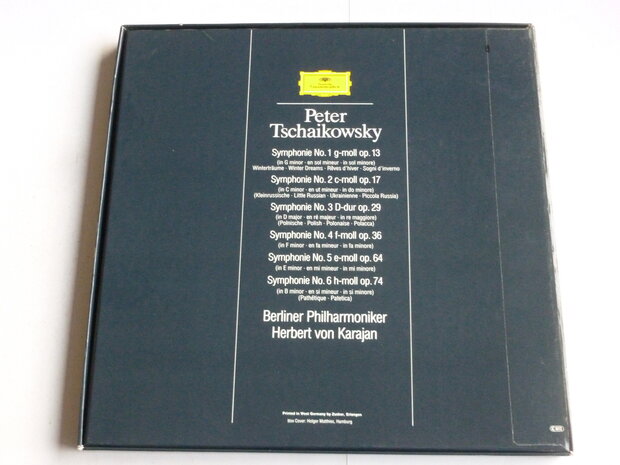 Deutsche
Grammophon
Peter
Tschaikowsky
Symphonie No. 1 g-moll op. 13
(in G minor · en sol mineur · in sol minore)
Winterträume · Winter Dreams · Rêves d'hiver · Sogni d'inverno
Symphonie No. 2 c-moll op. 17
(in C minor · en ut mineur · in do minore)
(Kleinrussische · Little Russian · Ukrainienne · Piccola Russia)
Symphonie No. 3 D-dur op. 29
(in D major · en ré majeur · in re maggiore)
(Polnische · Polish · Polonaise · Polacca)
Symphonie No. 4 f-moll op. 36
(in F minor · en fa mineur · in fa minore)
Symphonie No. 5 e-moll op. 64
(in E minor · en mi mineur · in mi minore)
Symphonie No. 6 h-moll op. 74
(in B minor · en si mineur · in si minore)
(Pathétique · Patetica)
Berliner Philharmoniker
Herbert von Karajan
Printed in West Germany by Zuder, Erlangen
Cover: Holger Matthies, Hamburg